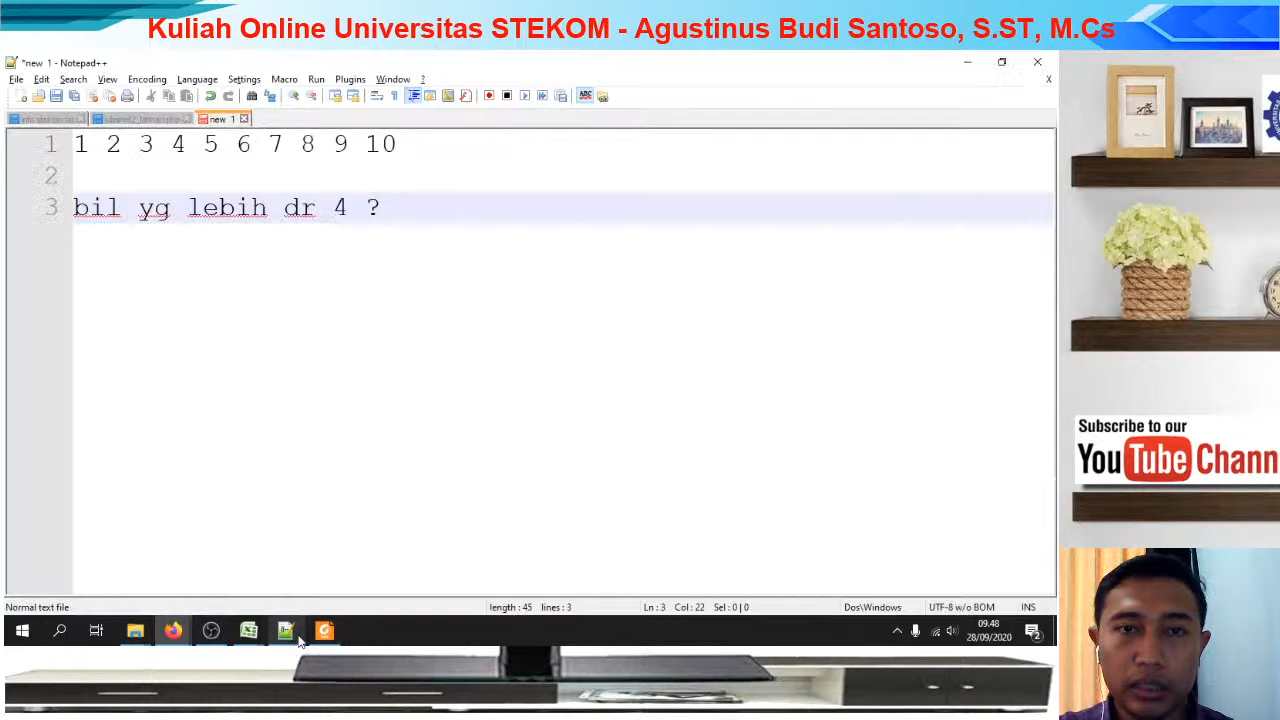 Kuliah Online Universitas STEKOM - Agustinus Budi Santoso, S.ST, M.Cs
*new 1 - Notepad++
File Edit Search View Encoding Language Settings Macro Run Plugins Window ? X
new 1
1 1 2 3 4 5 6 7 8 9 10
2
3 bil yg lebih dr 4 ?
Subscribe to our
YouTube Chann
Normal text file length : 45 lines : 3 Ln : 3 Col : 22 Sel : 0 | 0 Dos\Windows UTF-8 w/o BOM INS
09.48
28/09/2020
2